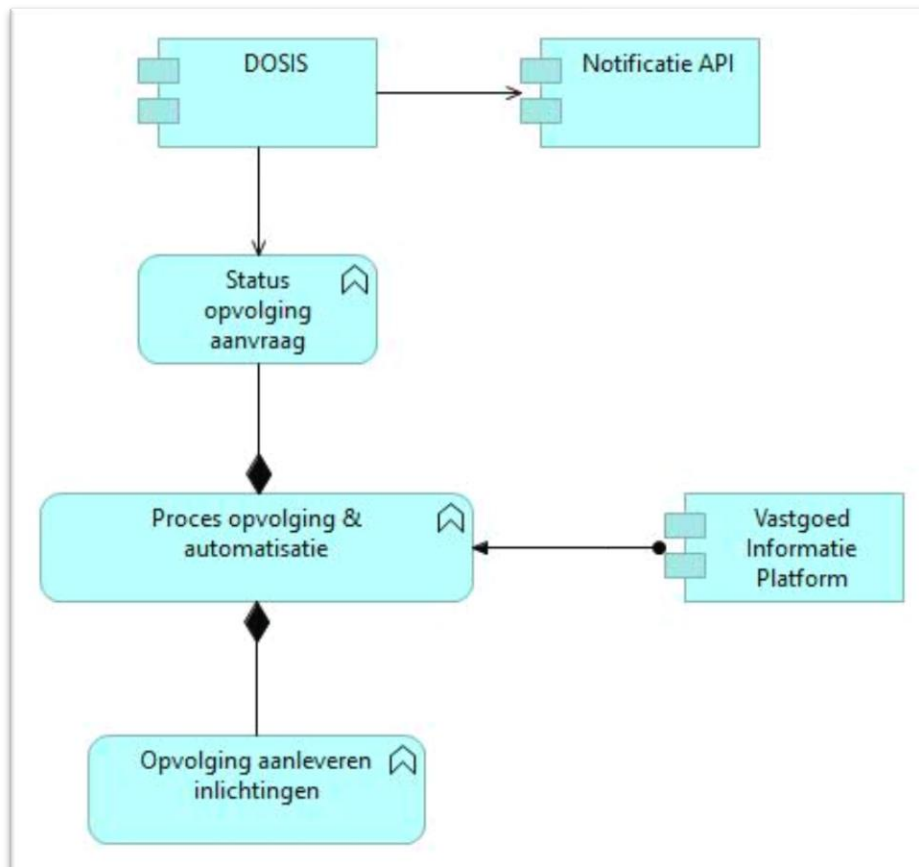 DOSIS
Notificatie API
Status
opvolging
aanvraag
Proces opvolging &
automatisatie
Vastgoed
Informatie
Platform
Opvolging aanleveren
inlichtingen